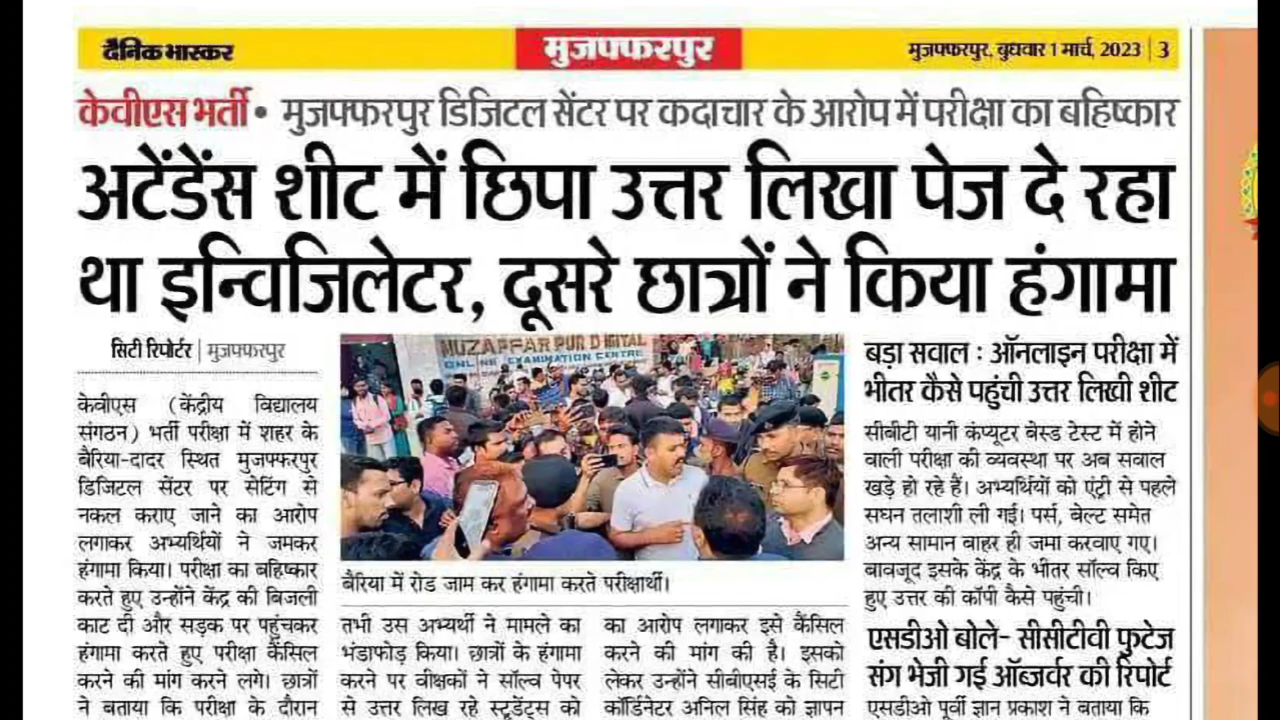 दैनिक भास्कर
मुजफ्फरपुर
मुजफ्फरपुर, बुधवार 1 मार्च, 2023 | 3
केवीएस भर्ती • मुजफ्फरपुर डिजिटल सेंटर पर कदाचार के आरोप में परीक्षा का बहिष्कार
अटेंडेंस शीट में छिपा उत्तर लिखा पेज दे रहा
था इन्विजिलेटर, दूसरे छात्रों ने किया हंगामा
सिटी रिपोर्टर | मुजफ्फरपुर
केवीएस (केंद्रीय विद्यालय
संगठन) भर्ती परीक्षा में शहर के
बैरिया-दादर स्थित मुजफ्फरपुर
डिजिटल सेंटर पर सेटिंग से
नकल कराए जाने का आरोप
लगाकर अभ्यर्थियों ने जमकर
हंगामा किया। परीक्षा का बहिष्कार
करते हुए उन्होंने केंद्र की बिजली
काट दी और सड़क पर पहुंचकर
हंगामा करते हुए परीक्षा कैंसिल
करने की मांग करने लगे। छात्रों
ने बताया कि परीक्षा के दौरान
MUZAFFARPUR DIGITAL
ONLINE EXAMINATION CENTRE
बैरिया में रोड जाम कर हंगामा करते परीक्षार्थी।
तभी उस अभ्यर्थी ने मामले का
भंडाफोड़ किया। छात्रों के हंगामा
करने पर वीक्षकों ने सॉल्व पेपर
से उत्तर लिख रहे स्टूडेंट्स को
का आरोप लगाकर इसे कैंसिल
करने की मांग की है। इसको
लेकर उन्होंने सीबीएसई के सिटी
कॉर्डिनेटर अनिल सिंह को ज्ञापन
बड़ा सवाल : ऑनलाइन परीक्षा में
भीतर कैसे पहुंची उत्तर लिखी शीट
सीबीटी यानी कंप्यूटर बेस्ड टेस्ट में होने
वाली परीक्षा की व्यवस्था पर अब सवाल
खड़े हो रहे हैं। अभ्यर्थियों को एंट्री से पहले
सघन तलाशी ली गई। पर्स, बेल्ट समेत
अन्य सामान बाहर ही जमा करवाए गए।
बावजूद इसके केंद्र के भीतर सॉल्व किए
हुए उत्तर की कॉपी कैसे पहुंची।
एसडीओ बोले- सीसीटीवी फुटेज
संग भेजी गई ऑब्जर्वर की रिपोर्ट
एसडीओ पूर्वी ज्ञान प्रकाश ने बताया कि